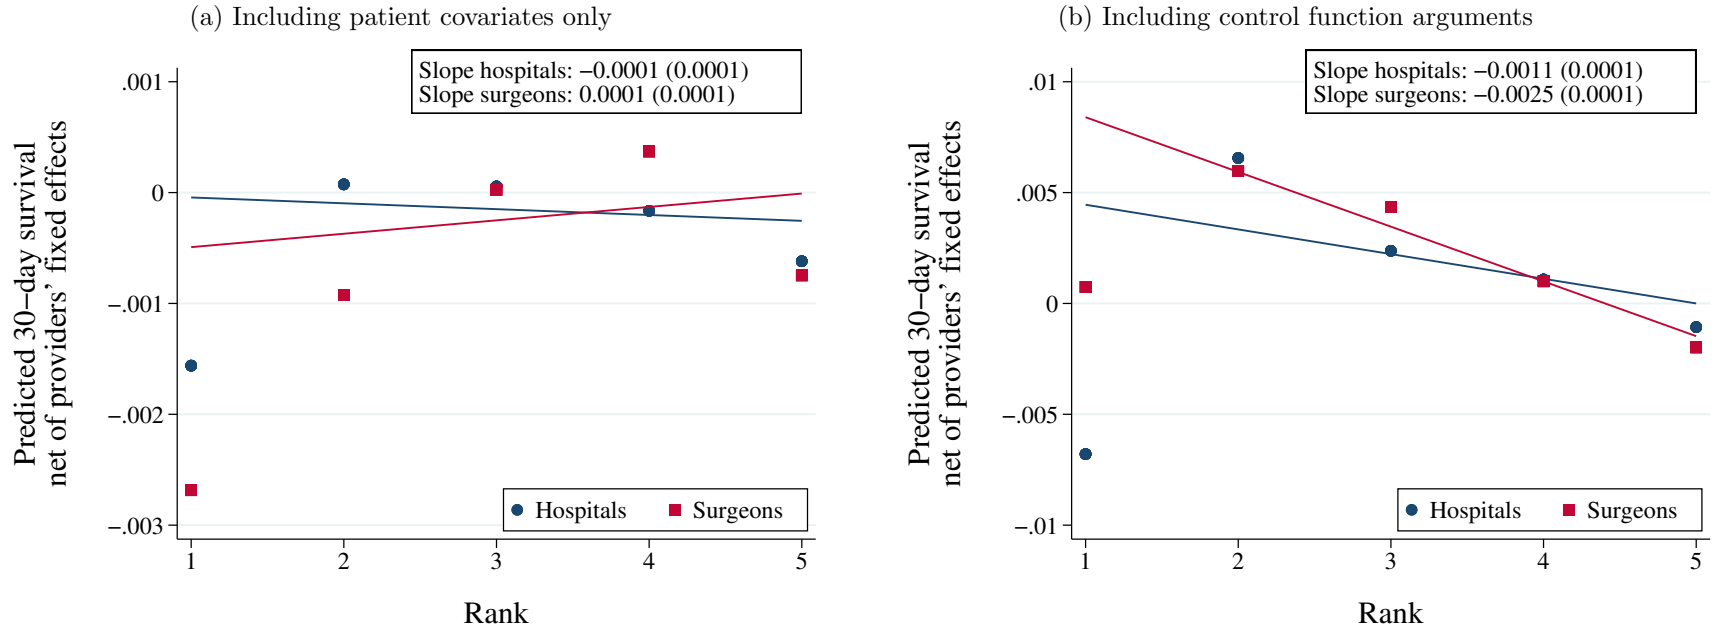 (a) Including patient covariates only
Slope hospitals: −0.0001 (0.0001)
Slope surgeons: 0.0001 (0.0001)
Predicted 30−day survival
net of providers’ fixed effects
.001
0
−.001
−.002
−.003
Hospitals
Surgeons
1
2
3
4
5
Rank
(b) Including control function arguments
Slope hospitals: −0.0011 (0.0001)
Slope surgeons: −0.0025 (0.0001)
Predicted 30−day survival
net of providers’ fixed effects
.01
.005
0
−.005
−.01
Hospitals
Surgeons
1
2
3
4
5
Rank